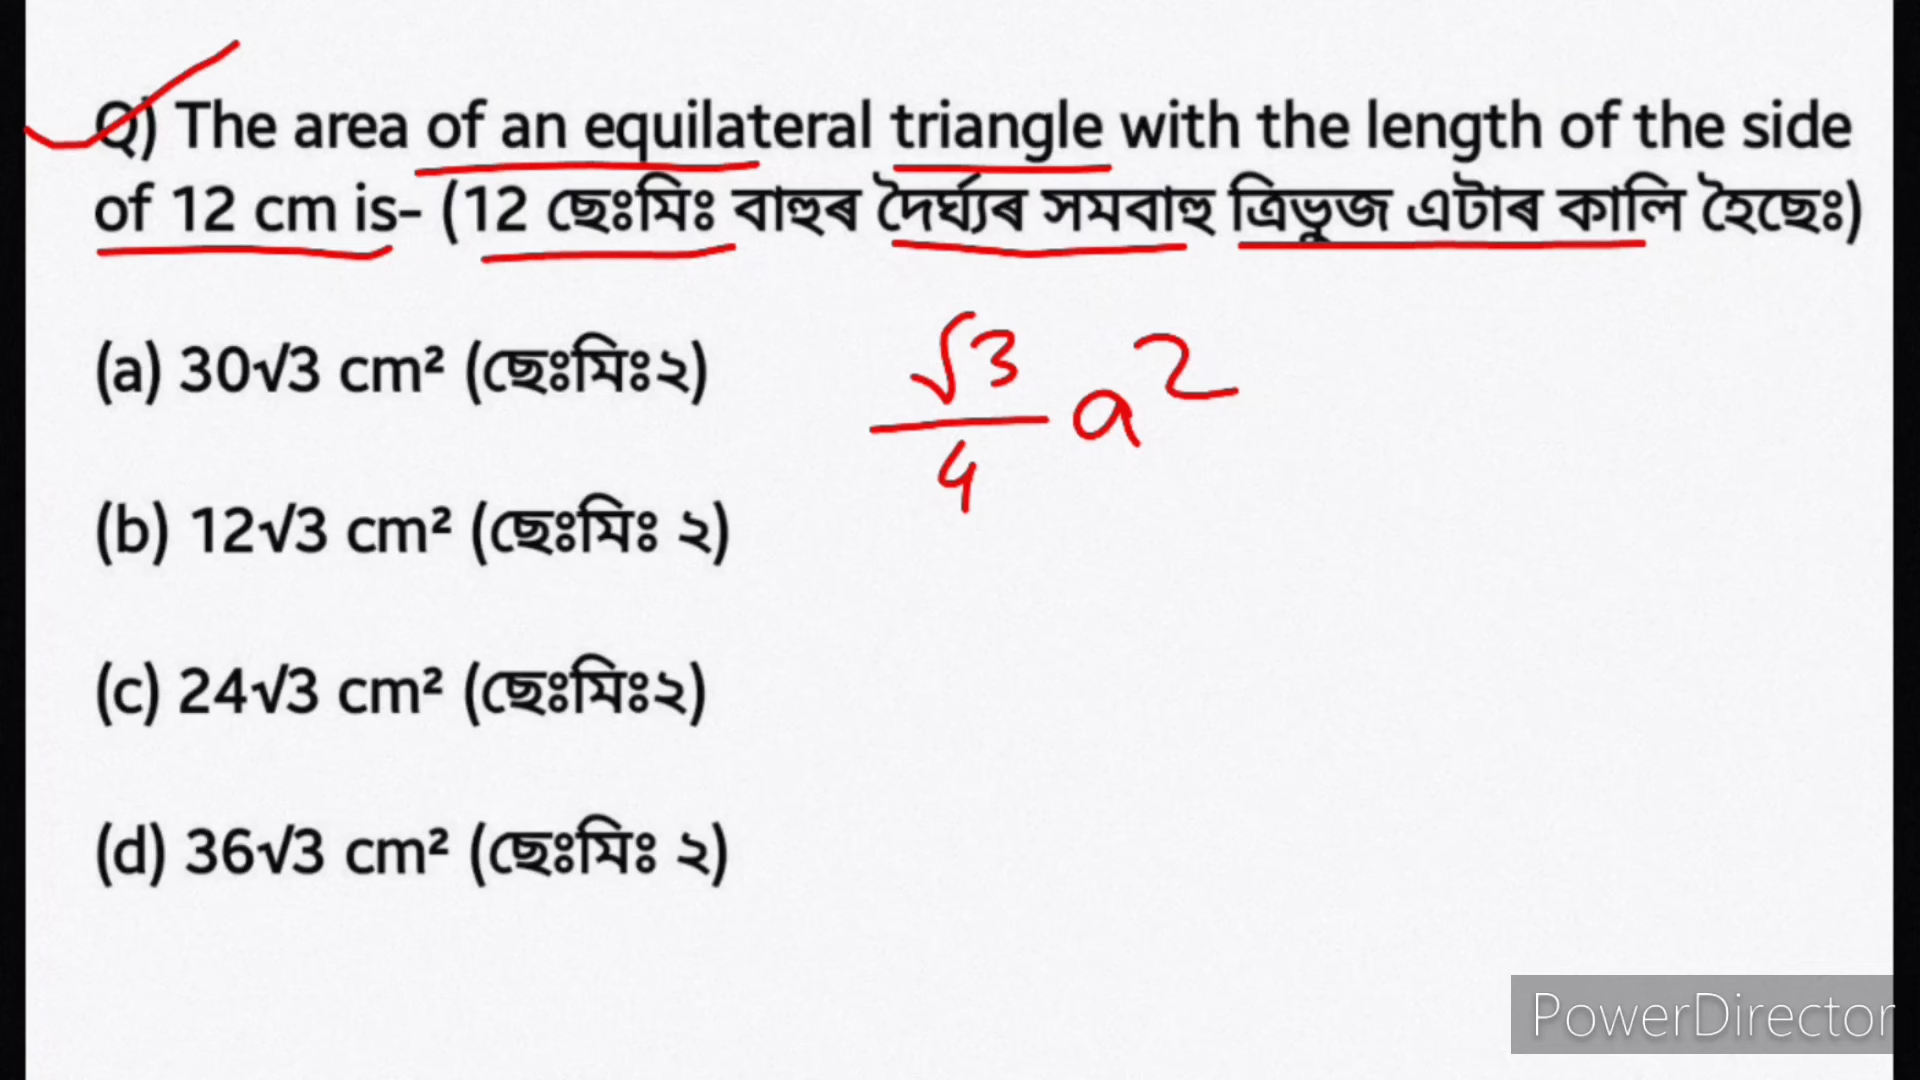 Q) The area of an equilateral triangle with the length of the side
of 12 cm is- (12 ছেঃমিঃ বাহুৰ দৈৰ্ঘ্যৰ সমবাহু ত্ৰিভুজ এটাৰ কালি হৈছেঃ)
(a) 30√3 cm² (ছেঃমিঃ২)
√3/4 a²
(b) 12√3 cm² (ছেঃমিঃ ২)
(c) 24√3 cm² (ছেঃমিঃ২)
(d) 36√3 cm² (ছেঃমিঃ ২)
PowerDirector